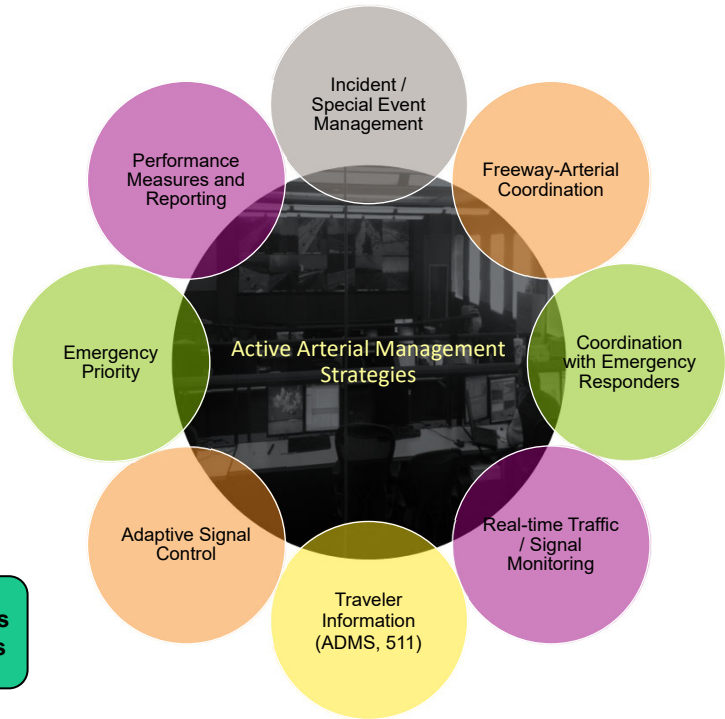 Incident /
Special Event
Management
Freeway-Arterial
Coordination
Coordination
with Emergency
Responders
Real-time Traffic
/ Signal
Monitoring
Traveler
Information
(ADMS, 511)
Adaptive Signal
Control
Emergency
Priority
Performance
Measures and
Reporting
Active Arterial Management
Strategies